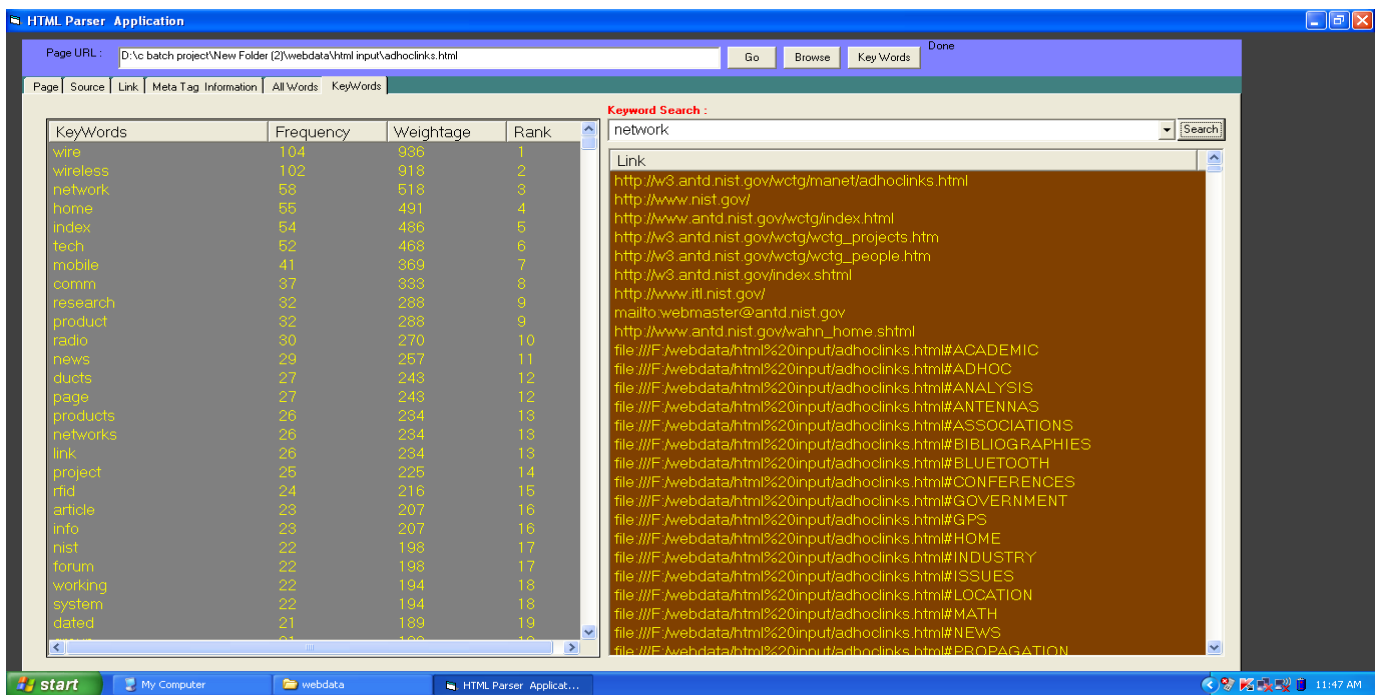 HTML Parser Application
Page URL : D:\c batch project\New Folder (2)\webdata\html input\adhoclinks.html Go Browse Key Words Done
Page Source Link Meta Tag Information All Words KeyWords
Keyword Search :
network Search
KeyWords Frequency Weightage Rank
wire 104 936 1
wireless 102 918 2
network 58 518 3
home 55 491 4
index 54 486 5
tech 52 468 6
mobile 41 369 7
comm 37 333 8
research 32 288 9
product 32 288 9
radio 30 270 10
news 29 257 11
ducts 27 243 12
page 27 243 12
products 26 234 13
networks 26 234 13
link 26 234 13
project 25 225 14
rfid 24 216 15
article 23 207 16
info 23 207 16
nist 22 198 17
forum 22 198 17
working 22 194 18
system 22 194 18
dated 21 189 19
Link
http://w3.antd.nist.gov/wctg/manet/adhoclinks.html
http://www.nist.gov/
http://www.antd.nist.gov/wctg/index.html
http://w3.antd.nist.gov/wctg/wctg_projects.htm
http://w3.antd.nist.gov/wctg/wctg_people.htm
http://w3.antd.nist.gov/index.shtml
http://www.itl.nist.gov/
mailto:webmaster@antd.nist.gov
http://www.antd.nist.gov/wahn_home.shtml
file:///F:/webdata/html%20input/adhoclinks.html#ACADEMIC
file:///F:/webdata/html%20input/adhoclinks.html#ADHOC
file:///F:/webdata/html%20input/adhoclinks.html#ANALYSIS
file:///F:/webdata/html%20input/adhoclinks.html#ANTENNAS
file:///F:/webdata/html%20input/adhoclinks.html#ASSOCIATIONS
file:///F:/webdata/html%20input/adhoclinks.html#BIBLIOGRAPHIES
file:///F:/webdata/html%20input/adhoclinks.html#BLUETOOTH
file:///F:/webdata/html%20input/adhoclinks.html#CONFERENCES
file:///F:/webdata/html%20input/adhoclinks.html#GOVERNMENT
file:///F:/webdata/html%20input/adhoclinks.html#GPS
file:///F:/webdata/html%20input/adhoclinks.html#HOME
file:///F:/webdata/html%20input/adhoclinks.html#INDUSTRY
file:///F:/webdata/html%20input/adhoclinks.html#ISSUES
file:///F:/webdata/html%20input/adhoclinks.html#LOCATION
file:///F:/webdata/html%20input/adhoclinks.html#MATH
file:///F:/webdata/html%20input/adhoclinks.html#NEWS
file:///F:/webdata/html%20input/adhoclinks.html#PROPAGATION
start My Computer webdata HTML Parser Applicat... 11:47 AM